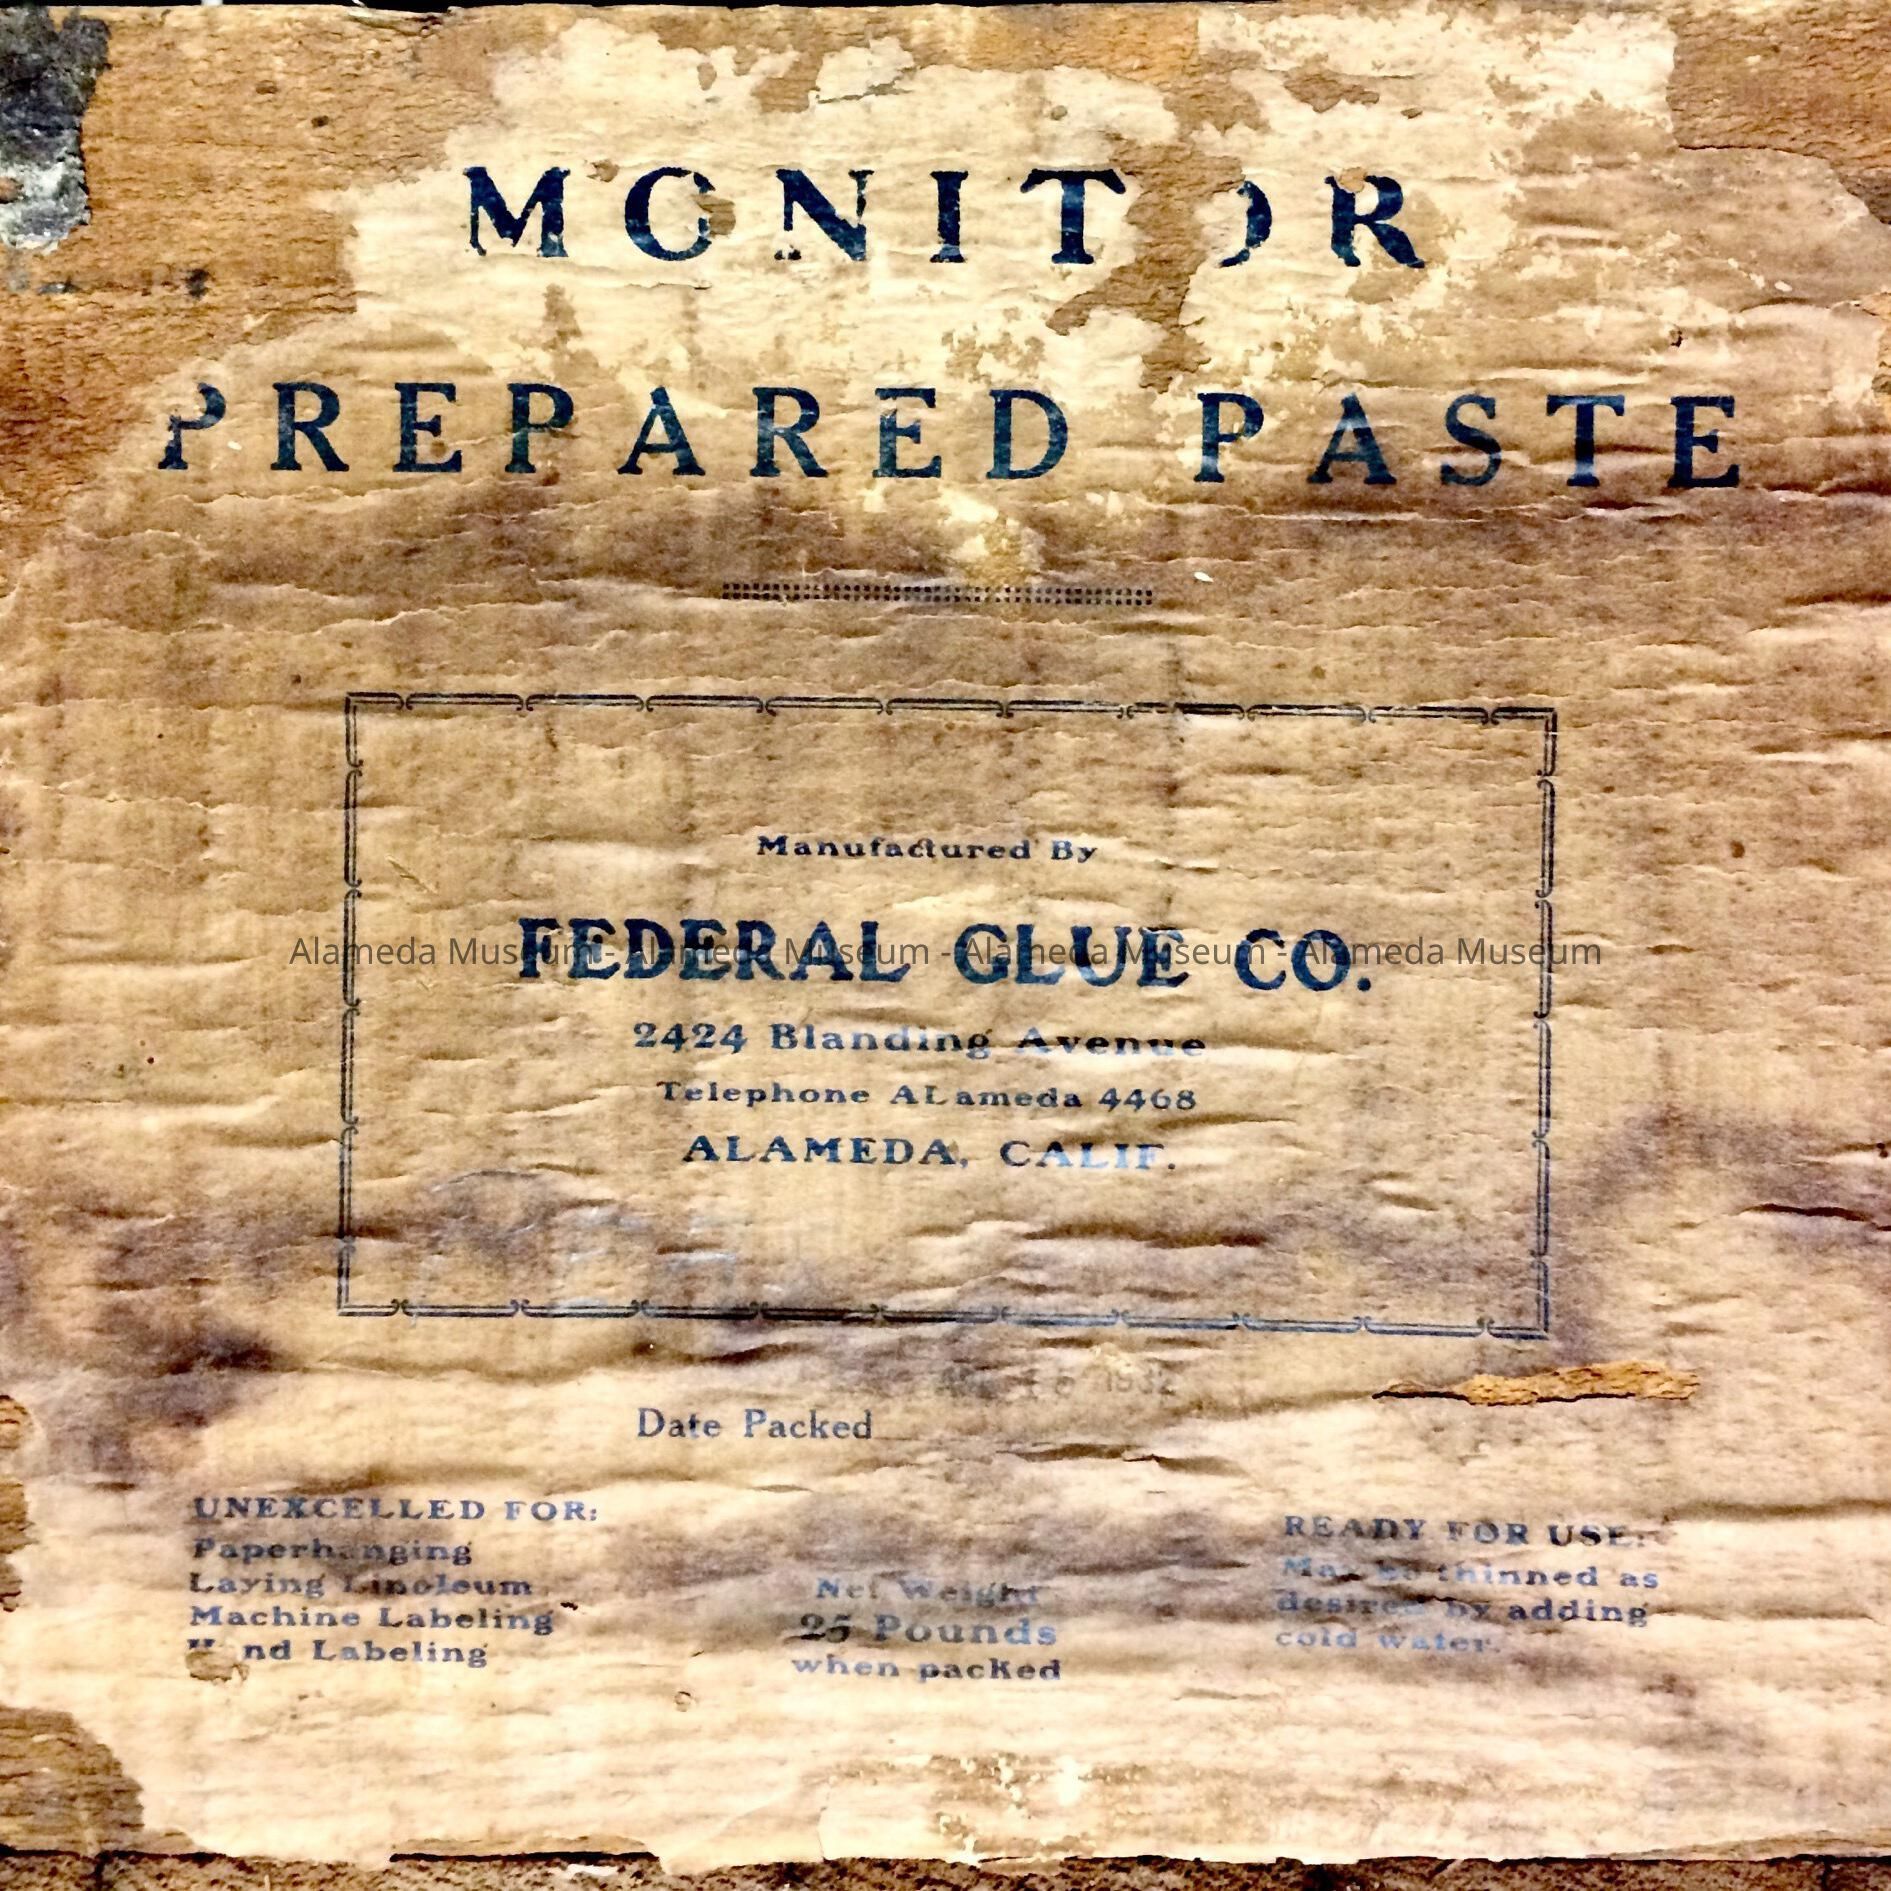 MONITOR
PREPARED PASTE
Manufactured By
FEDERAL GLUE CO.
Alameda Museum - Alameda Museum - Alameda Museum - Alameda Museum
2424 Blanding Avenue
Telephone ALameda 4468
ALAMEDA, CALIF.
1932
Date Packed
UNEXCELLED FOR:
Paperhanging
Laying Linoleum
Machine Labeling
Hand Labeling
Net Weight
25 Pounds
when packed
READY FOR USE:
May be thinned as
desired by adding
cold water.